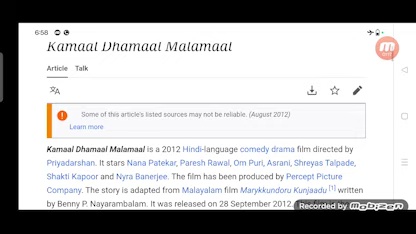 6:58
Kamaal Dhamaal Malamaal
Article Talk
Some of this article's listed sources may not be reliable. (August 2012)
Learn more
Kamaal Dhamaal Malamaal is a 2012 Hindi-language comedy drama film directed by
Priyadarshan. It stars Nana Patekar, Paresh Rawal, Om Puri, Asrani, Shreyas Talpade,
Shakti Kapoor and Nyra Banerjee. The film has been produced by Percept Picture
Company. The story is adapted from Malayalam film Marykkundoru Kunjaadu [1] written
by Benny P. Nayarambalam. It was released on 28 September 2012.
Recorded by Mobizen